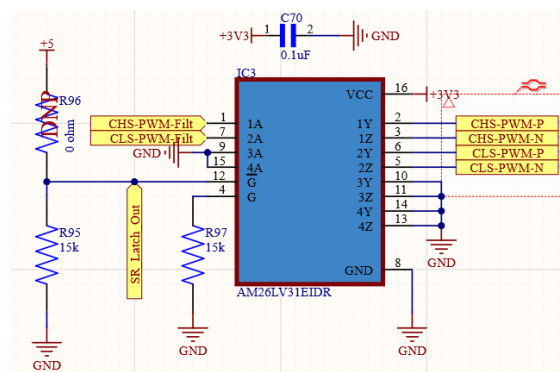 C70
+3V3 1 2 GND
0.1uF
+5
IC3
R96
DNP
0 ohm
VCC 16 +3V3
CHS-PWM-Filt 1 1A 1Y 2 CHS-PWM-P
CLS-PWM-Filt 7 2A 1Z 3 CHS-PWM-N
GND 9 3A 2Y 6 CLS-PWM-P
15 4A 2Z 5 CLS-PWM-N
12 G 3Y 10
4 G 3Z 11
4Y 14
4Z 13
R95
15k
SR_Latch_Out
R97
15k
GND
GND 8
AM26LV31EIDR
GND
GND
GND